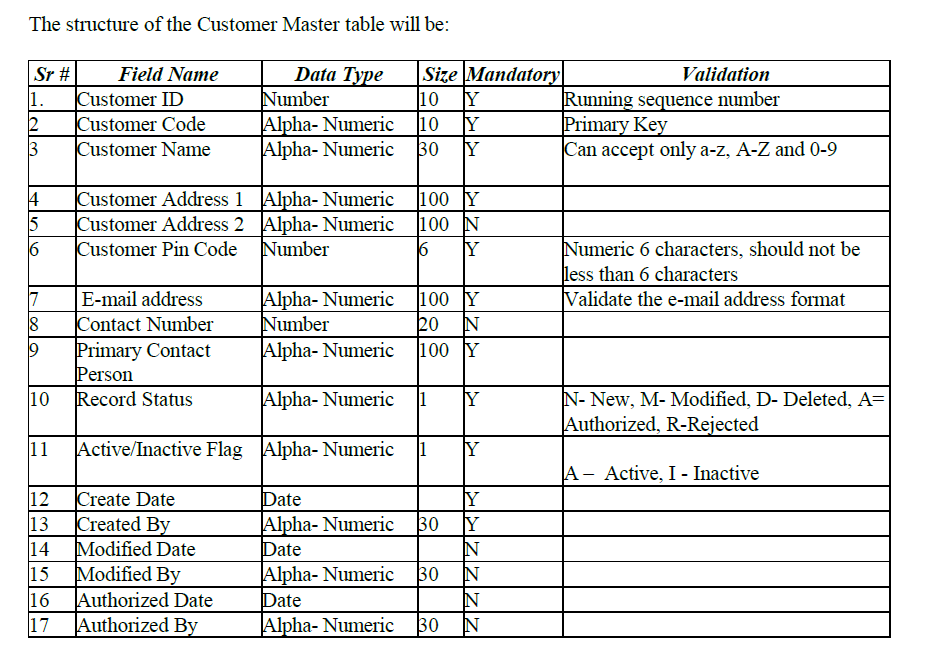 The structure of the Customer Master table will be:
Sr # Field Name Data Type Size Mandatory Validation
1. Customer ID Number 10 Y Running sequence number
2 Customer Code Alpha- Numeric 10 Y Primary Key
3 Customer Name Alpha- Numeric 30 Y Can accept only a-z, A-Z and 0-9
4 Customer Address 1 Alpha- Numeric 100 Y
5 Customer Address 2 Alpha- Numeric 100 N
6 Customer Pin Code Number 6 Y Numeric 6 characters, should not be
less than 6 characters
7 E-mail address Alpha- Numeric 100 Y Validate the e-mail address format
8 Contact Number Number 20 N
9 Primary Contact Alpha- Numeric 100 Y
Person
10 Record Status Alpha- Numeric 1 Y N- New, M- Modified, D- Deleted, A=
Authorized, R-Rejected
11 Active/Inactive Flag Alpha- Numeric 1 Y
A – Active, I - Inactive
12 Create Date Date Y
13 Created By Alpha- Numeric 30 Y
14 Modified Date Date N
15 Modified By Alpha- Numeric 30 N
16 Authorized Date Date N
17 Authorized By Alpha- Numeric 30 N